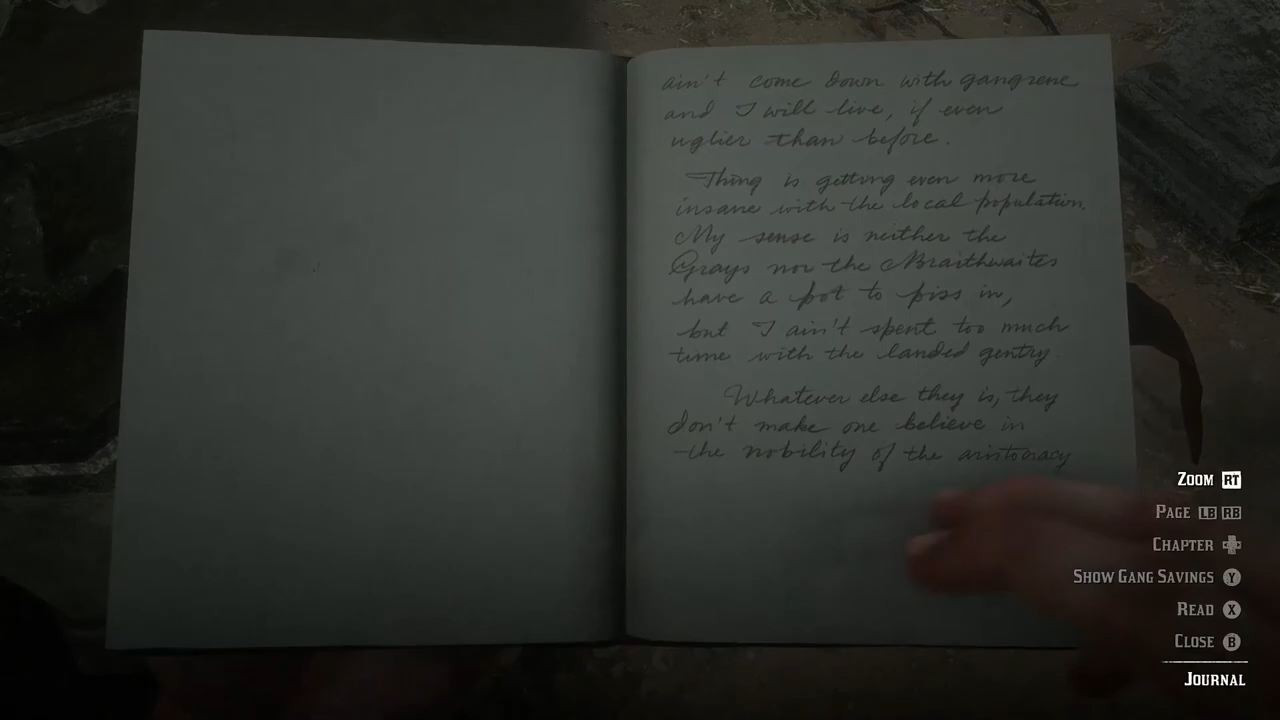 ain't come down with gangrene
and I will live, if even
uglier than before.
Thing is getting even more
insane with the local population.
My sense is neither the
Grays nor the Braithwaites
have a pot to piss in,
but I ain't spent too much
time with the landed gentry.
Whatever else they is, they
don't make one believe in
the nobility of the aristocracy
ZOOM RT
PAGE LB RB
CHAPTER
SHOW GANG SAVINGS Y
READ X
CLOSE B
JOURNAL